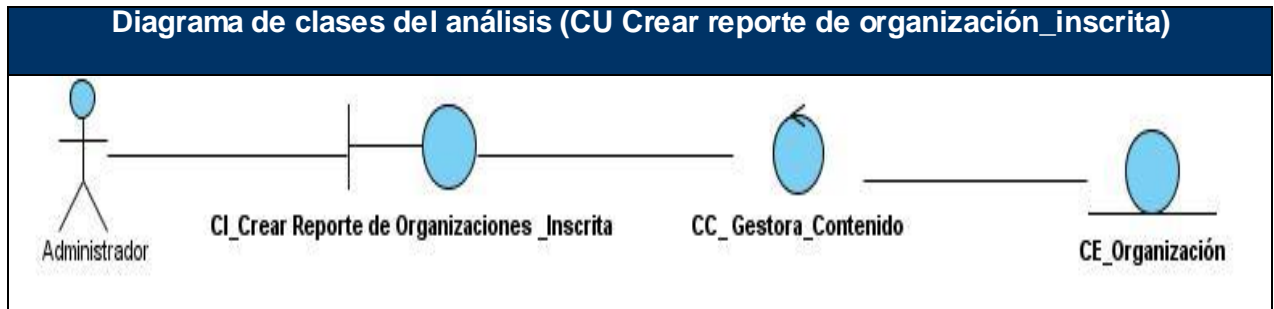 Diagrama de clases del análisis (CU Crear reporte de organización_inscrita)
CI_Crear Reporte de Organizaciones _Inscrita
CC_ Gestora_Contenido
Administrador
CE_Organización